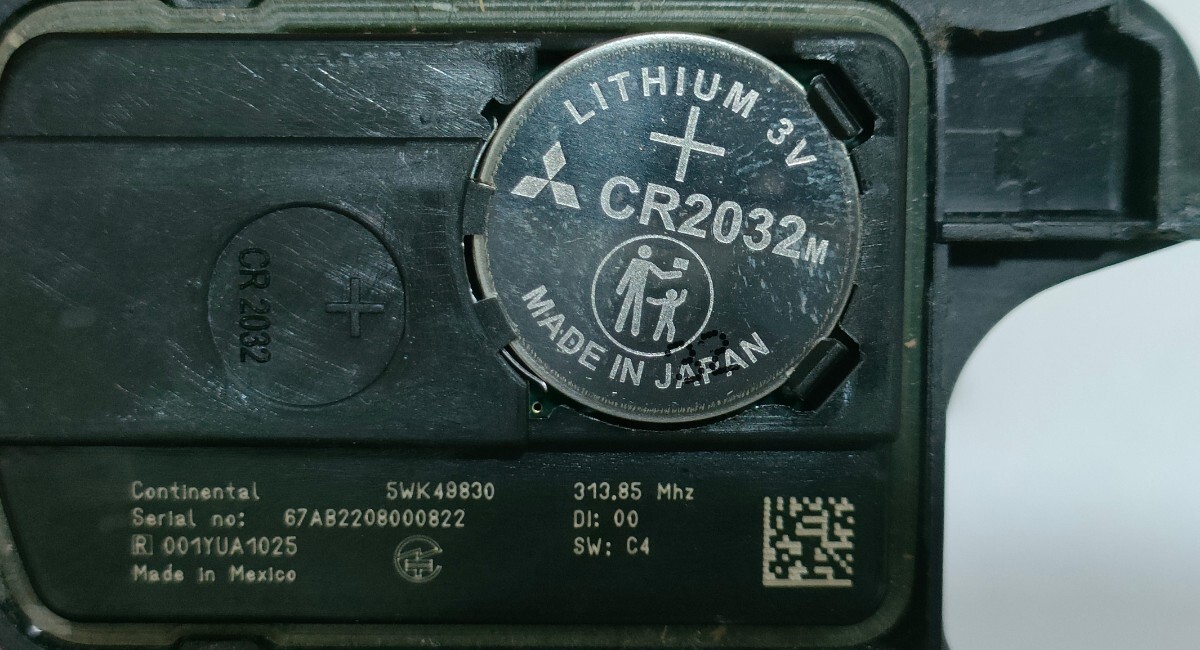 LITHIUM 3V
+
CR2032M
MADE IN JAPAN
32
CR 2032
+
Continental 5WK49830 313.85 Mhz
Serial no: 67AB2208000822 DI: 00
R 001YUA1025 SW: C4
Made in Mexico